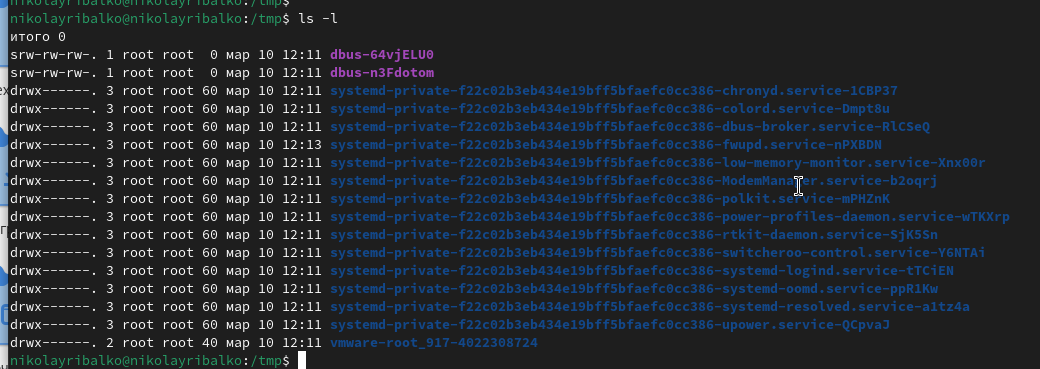 nikolayribalko@nikolayribalko:/tmp$
nikolayribalko@nikolayribalko:/tmp$ ls -l
итого 0
srw-rw-rw-. 1 root root  0 мар 10 12:11 dbus-64vjELU0
srw-rw-rw-. 1 root root  0 мар 10 12:11 dbus-n3Fdotom
drwx------. 3 root root 60 мар 10 12:11 systemd-private-f22c02b3eb434e19bff5bfaefc0cc386-chronyd.service-1CBP37
drwx------. 3 root root 60 мар 10 12:11 systemd-private-f22c02b3eb434e19bff5bfaefc0cc386-colord.service-Dmpt8u
drwx------. 3 root root 60 мар 10 12:11 systemd-private-f22c02b3eb434e19bff5bfaefc0cc386-dbus-broker.service-RlCSeQ
drwx------. 3 root root 60 мар 10 12:13 systemd-private-f22c02b3eb434e19bff5bfaefc0cc386-fwupd.service-nPXBDN
drwx------. 3 root root 60 мар 10 12:11 systemd-private-f22c02b3eb434e19bff5bfaefc0cc386-low-memory-monitor.service-Xnx00r
drwx------. 3 root root 60 мар 10 12:11 systemd-private-f22c02b3eb434e19bff5bfaefc0cc386-ModemManager.service-b2oqrj
drwx------. 3 root root 60 мар 10 12:11 systemd-private-f22c02b3eb434e19bff5bfaefc0cc386-polkit.service-mPHZnK
drwx------. 3 root root 60 мар 10 12:11 systemd-private-f22c02b3eb434e19bff5bfaefc0cc386-power-profiles-daemon.service-wTKXrp
drwx------. 3 root root 60 мар 10 12:11 systemd-private-f22c02b3eb434e19bff5bfaefc0cc386-rtkit-daemon.service-SjK5Sn
drwx------. 3 root root 60 мар 10 12:11 systemd-private-f22c02b3eb434e19bff5bfaefc0cc386-switcheroo-control.service-Y6NTAi
drwx------. 3 root root 60 мар 10 12:11 systemd-private-f22c02b3eb434e19bff5bfaefc0cc386-systemd-logind.service-tTCiEN
drwx------. 3 root root 60 мар 10 12:11 systemd-private-f22c02b3eb434e19bff5bfaefc0cc386-systemd-oomd.service-ppR1Kw
drwx------. 3 root root 60 мар 10 12:11 systemd-private-f22c02b3eb434e19bff5bfaefc0cc386-systemd-resolved.service-a1tz4a
drwx------. 3 root root 60 мар 10 12:11 systemd-private-f22c02b3eb434e19bff5bfaefc0cc386-upower.service-QCpvaJ
drwx------. 2 root root 40 мар 10 12:11 vmware-root_917-4022308724
nikolayribalko@nikolayribalko:/tmp$